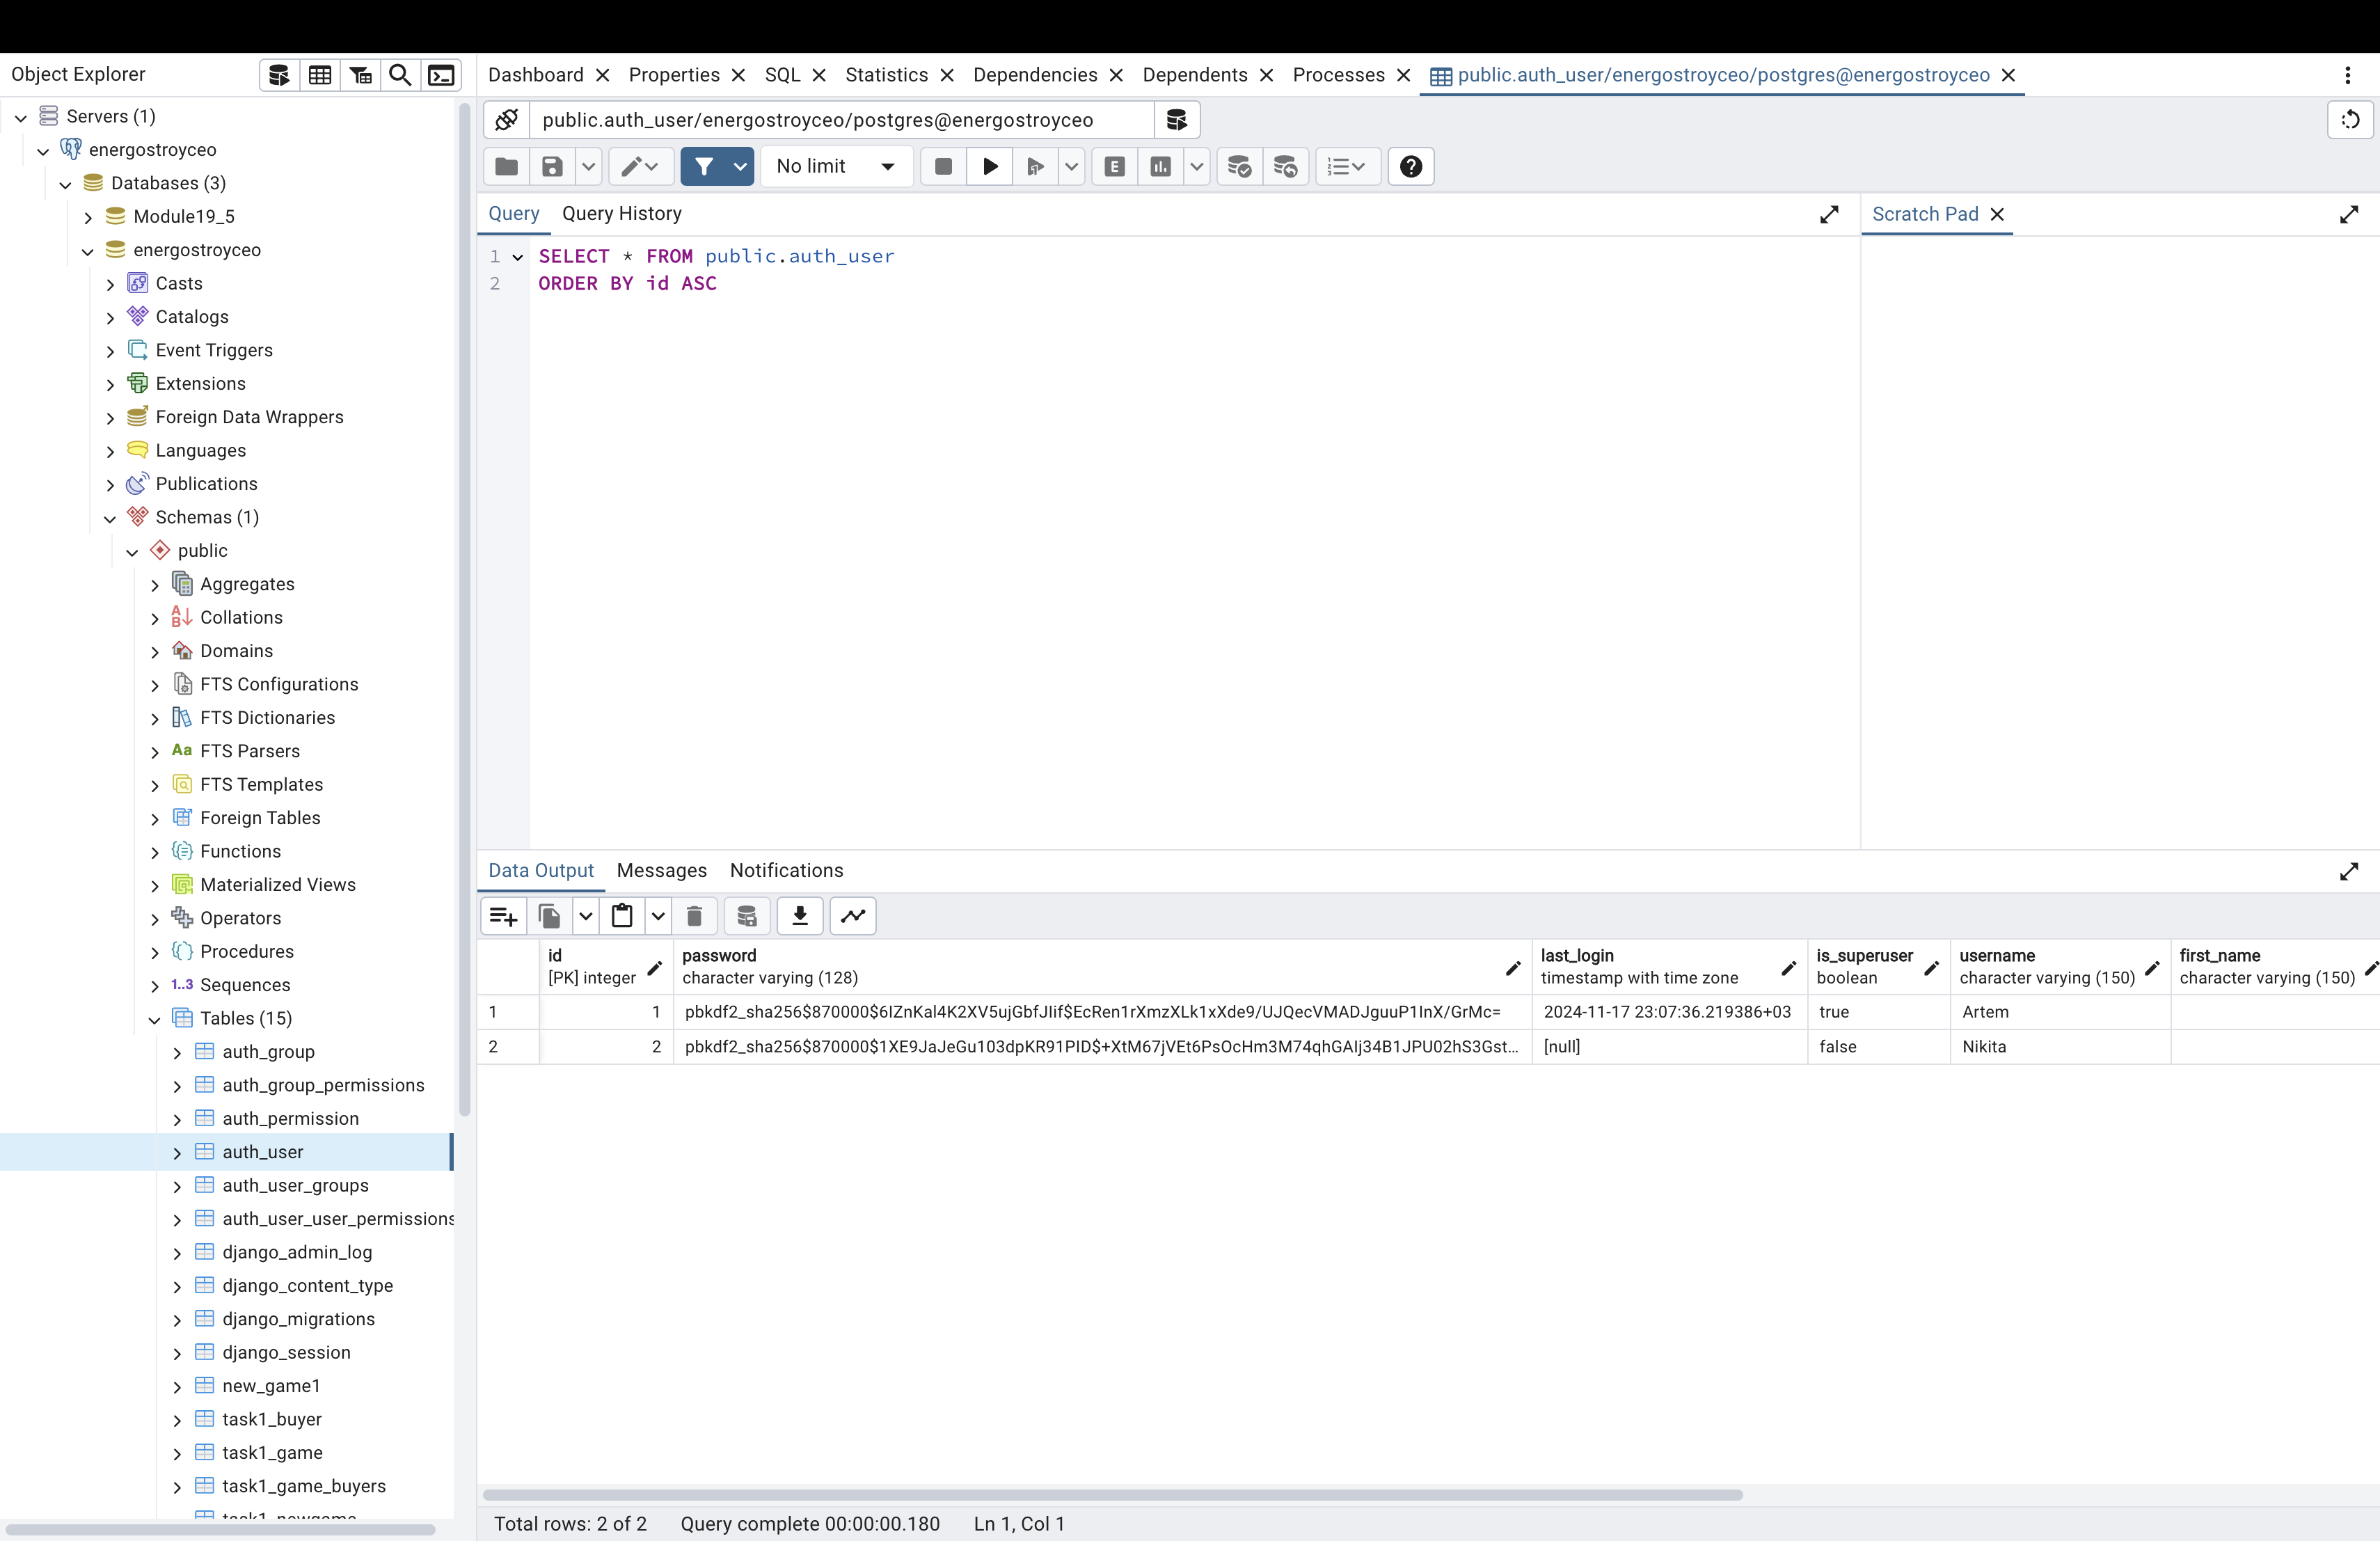 Object Explorer
Dashboard Properties SQL Statistics Dependencies Dependents Processes public.auth_user/energostroyceo/postgres@energostroyceo
public.auth_user/energostroyceo/postgres@energostroyceo
No limit
E
Servers (1)
energostroyceo
Databases (3)
Module19_5
energostroyceo
Casts
Catalogs
Event Triggers
Extensions
Foreign Data Wrappers
Languages
Publications
Schemas (1)
public
Aggregates
Collations
Domains
FTS Configurations
FTS Dictionaries
Aa FTS Parsers
FTS Templates
Foreign Tables
Functions
Materialized Views
Operators
Procedures
1..3 Sequences
Tables (15)
auth_group
auth_group_permissions
auth_permission
auth_user
auth_user_groups
auth_user_user_permissions
django_admin_log
django_content_type
django_migrations
django_session
new_game1
task1_buyer
task1_game
task1_game_buyers
task1_newgame
Query Query History
Scratch Pad
1 SELECT * FROM public.auth_user
2 ORDER BY id ASC
Data Output Messages Notifications
id password last_login is_superuser username first_name
[PK] integer character varying (128) timestamp with time zone boolean character varying (150) character varying (150)
1 1 pbkdf2_sha256$870000$6IZnKal4K2XV5ujGbfJIif$EcRen1rXmzXLk1xXde9/UJQecVMADJguuP1InX/GrMc= 2024-11-17 23:07:36.219386+03 true Artem
2 2 pbkdf2_sha256$870000$1XE9JaJeGu103dpKR91PID$+XtM67jVEt6PsOcHm3M74qhGAIj34B1JPU02hS3Gst... [null] false Nikita
Total rows: 2 of 2 Query complete 00:00:00.180 Ln 1, Col 1